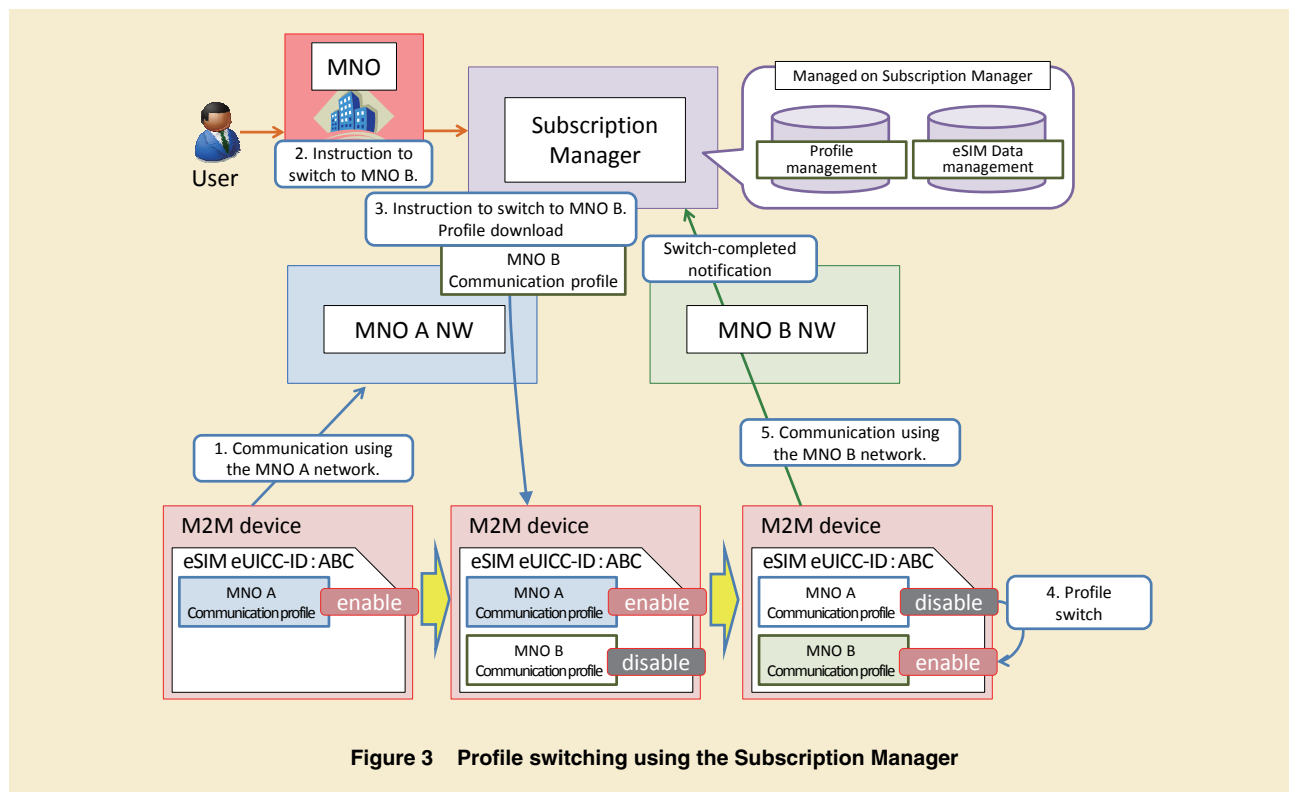 MNO
User
2. Instruction to
switch to MNO B.
Subscription
Manager
Managed on Subscription Manager
Profile
management
eSIM Data
management
3. Instruction to switch to MNO B.
Profile download
MNO B
Communication profile
Switch-completed
notification
MNO A NW
MNO B NW
1. Communication using
the MNO A network.
5. Communication using
the MNO B network.
M2M device
eSIM eUICC-ID : ABC
MNO A
Communication profile
enable
M2M device
eSIM eUICC-ID : ABC
MNO A
Communication profile
enable
MNO B
Communication profile
disable
M2M device
eSIM eUICC-ID : ABC
MNO A
Communication profile
disable
MNO B
Communication profile
enable
4. Profile
switch
Figure 3 Profile switching using the Subscription Manager